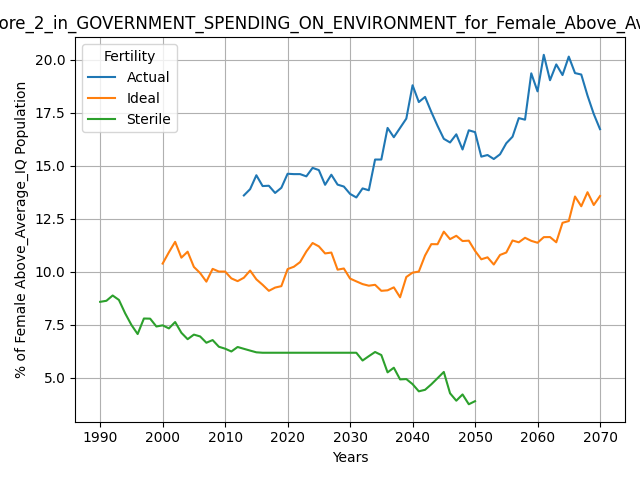 ore_2_in_GOVERNMENT_SPENDING_ON_ENVIRONMENT_for_Female_Above_Av
Fertility
Actual
Ideal
Sterile
% of Female Above_Average_IQ Population
20.0
17.5
15.0
12.5
10.0
7.5
5.0
1990 2000 2010 2020 2030 2040 2050 2060 2070
Years